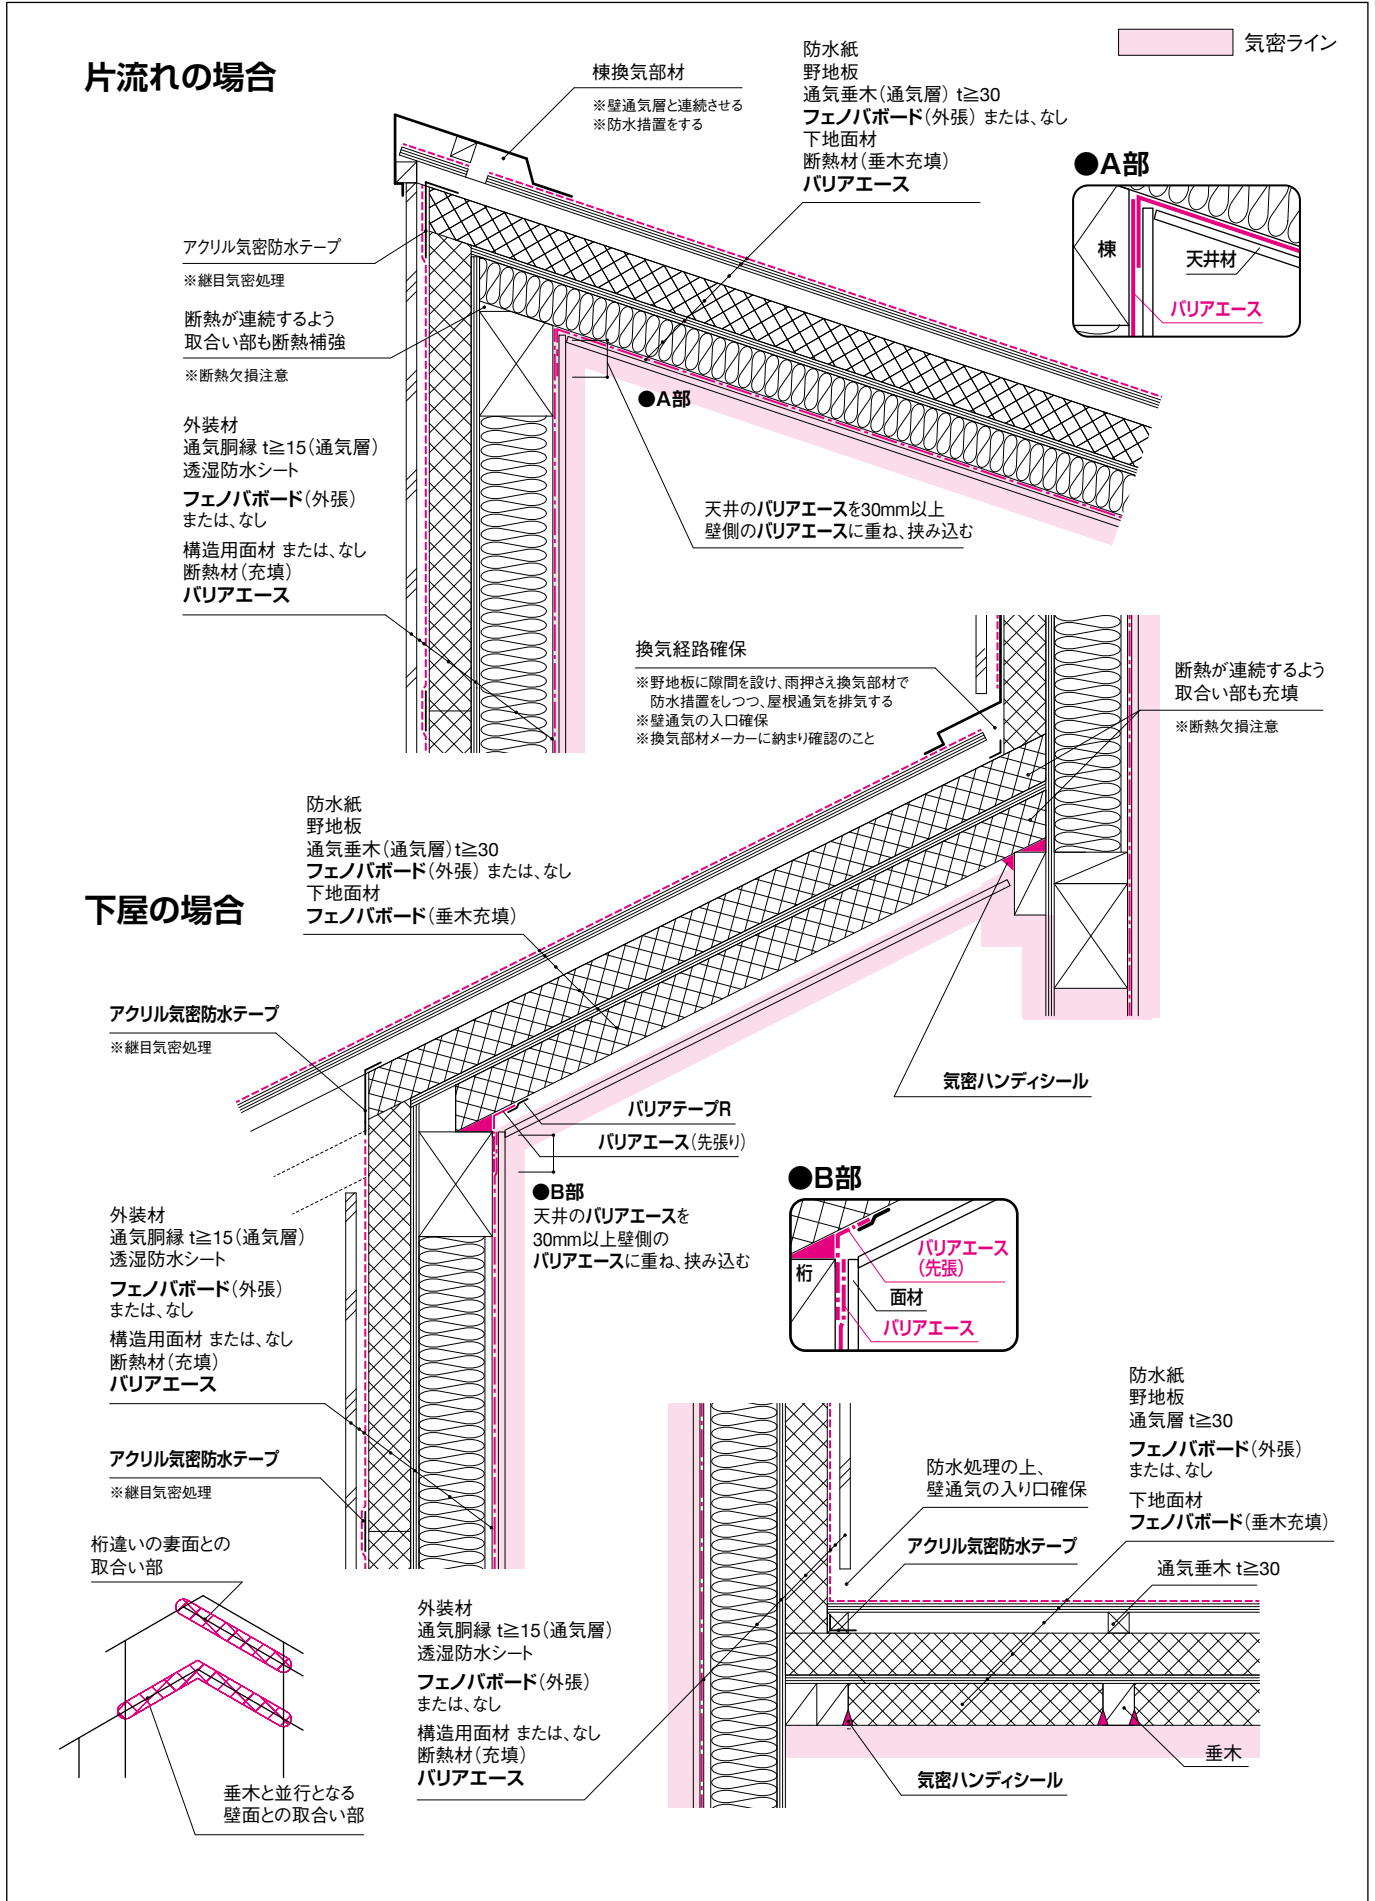 片流れの場合
気密ライン
棟換気部材
※壁通気層と連続させる
※防水措置をする
防水紙
野地板
通気垂木(通気層) t≧30
フェノバボード(外張) または、なし
下地面材
断熱材(垂木充填)
バリアエース
●A部
棟
天井材
バリアエース
アクリル気密防水テープ
※継目気密処理
断熱が連続するよう
取合い部も断熱補強
※断熱欠損注意
●A部
外装材
通気胴縁 t≧15(通気層)
透湿防水シート
フェノバボード(外張)
または、なし
構造用面材 または、なし
断熱材(充填)
バリアエース
天井のバリアエースを30mm以上
壁側のバリアエースに重ね、挟み込む
換気経路確保
※野地板に隙間を設け、雨押さえ換気部材で
防水措置をしつつ、屋根通気を排気する
※壁通気の入口確保
※換気部材メーカーに納まり確認のこと
断熱が連続するよう
取合い部も充填
※断熱欠損注意
下屋の場合
防水紙
野地板
通気垂木(通気層)t≧30
フェノバボード(外張) または、なし
下地面材
フェノバボード(垂木充填)
アクリル気密防水テープ
※継目気密処理
気密ハンディシール
バリアテープR
バリアエース(先張り)
●B部
天井のバリアエースを
30mm以上壁側の
バリアエースに重ね、挟み込む
●B部
桁
バリアエース
(先張)
面材
バリアエース
外装材
通気胴縁 t≧15(通気層)
透湿防水シート
フェノバボード(外張)
または、なし
構造用面材 または、なし
断熱材(充填)
バリアエース
アクリル気密防水テープ
※継目気密処理
桁違いの妻面との
取合い部
垂木と並行となる
壁面との取合い部
防水紙
野地板
通気層 t≧30
フェノバボード(外張)
または、なし
下地面材
フェノバボード(垂木充填)
防水処理の上、
壁通気の入り口確保
アクリル気密防水テープ
通気垂木 t≧30
外装材
通気胴縁 t≧15(通気層)
透湿防水シート
フェノバボード(外張)
または、なし
構造用面材 または、なし
断熱材(充填)
バリアエース
垂木
気密ハンディシール